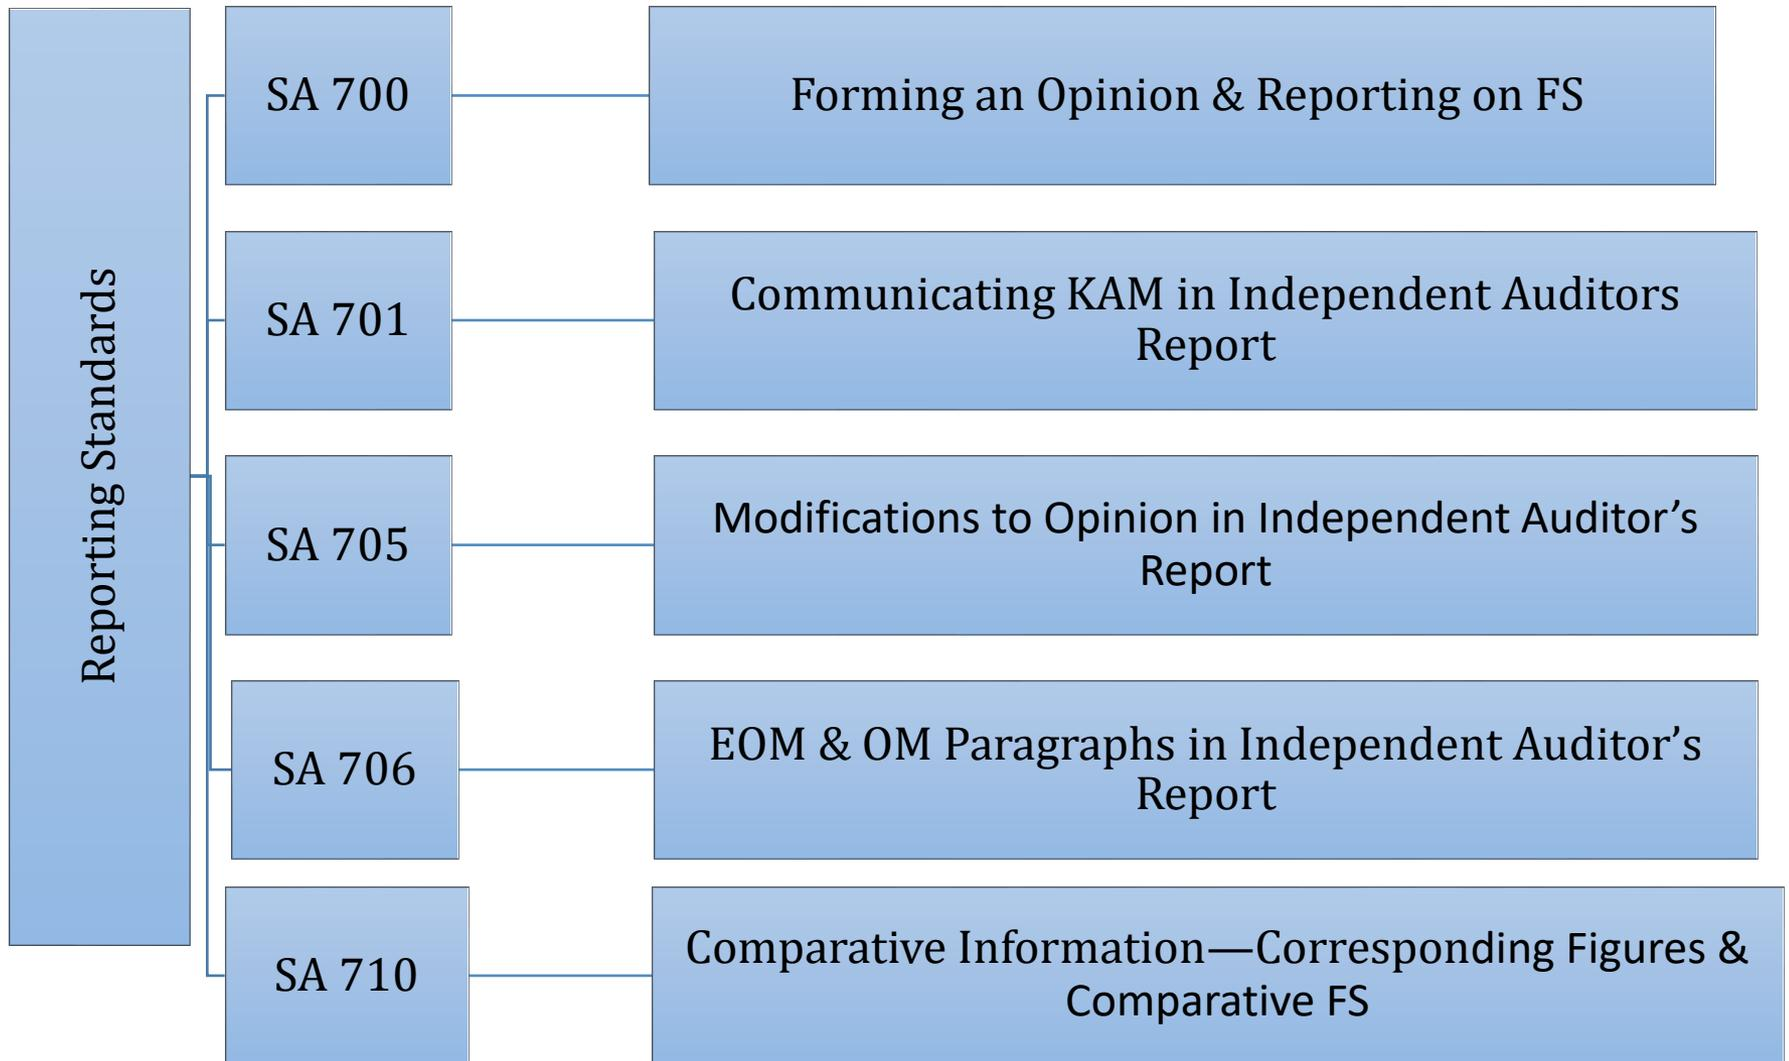 Reporting Standards
SA 700
Forming an Opinion & Reporting on FS
SA 701
Communicating KAM in Independent Auditors
Report
SA 705
Modifications to Opinion in Independent Auditor’s
Report
SA 706
EOM & OM Paragraphs in Independent Auditor’s
Report
SA 710
Comparative Information—Corresponding Figures &
Comparative FS